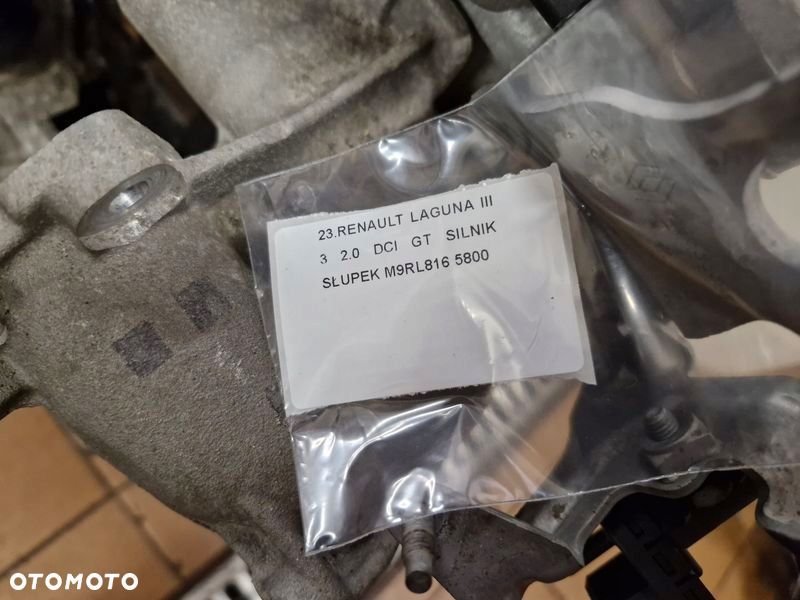 23.RENAULT LAGUNA III
3 2.0 DCI GT SILNIK
SŁUPEK M9RL816 5800
OTOMOTO